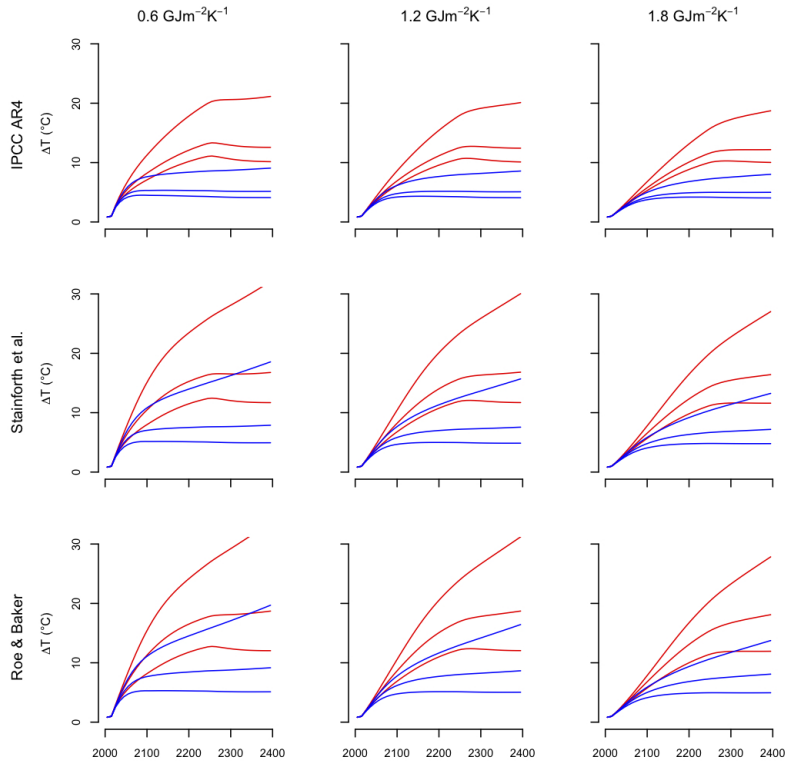 0.6 GJm⁻²K⁻¹
1.2 GJm⁻²K⁻¹
1.8 GJm⁻²K⁻¹
IPCC AR4
ΔT (°C)
30
20
10
0
Stainforth et al.
ΔT (°C)
30
20
10
0
Roe & Baker
ΔT (°C)
30
20
10
0
2000 2100 2200 2300 2400
2000 2100 2200 2300 2400
2000 2100 2200 2300 2400